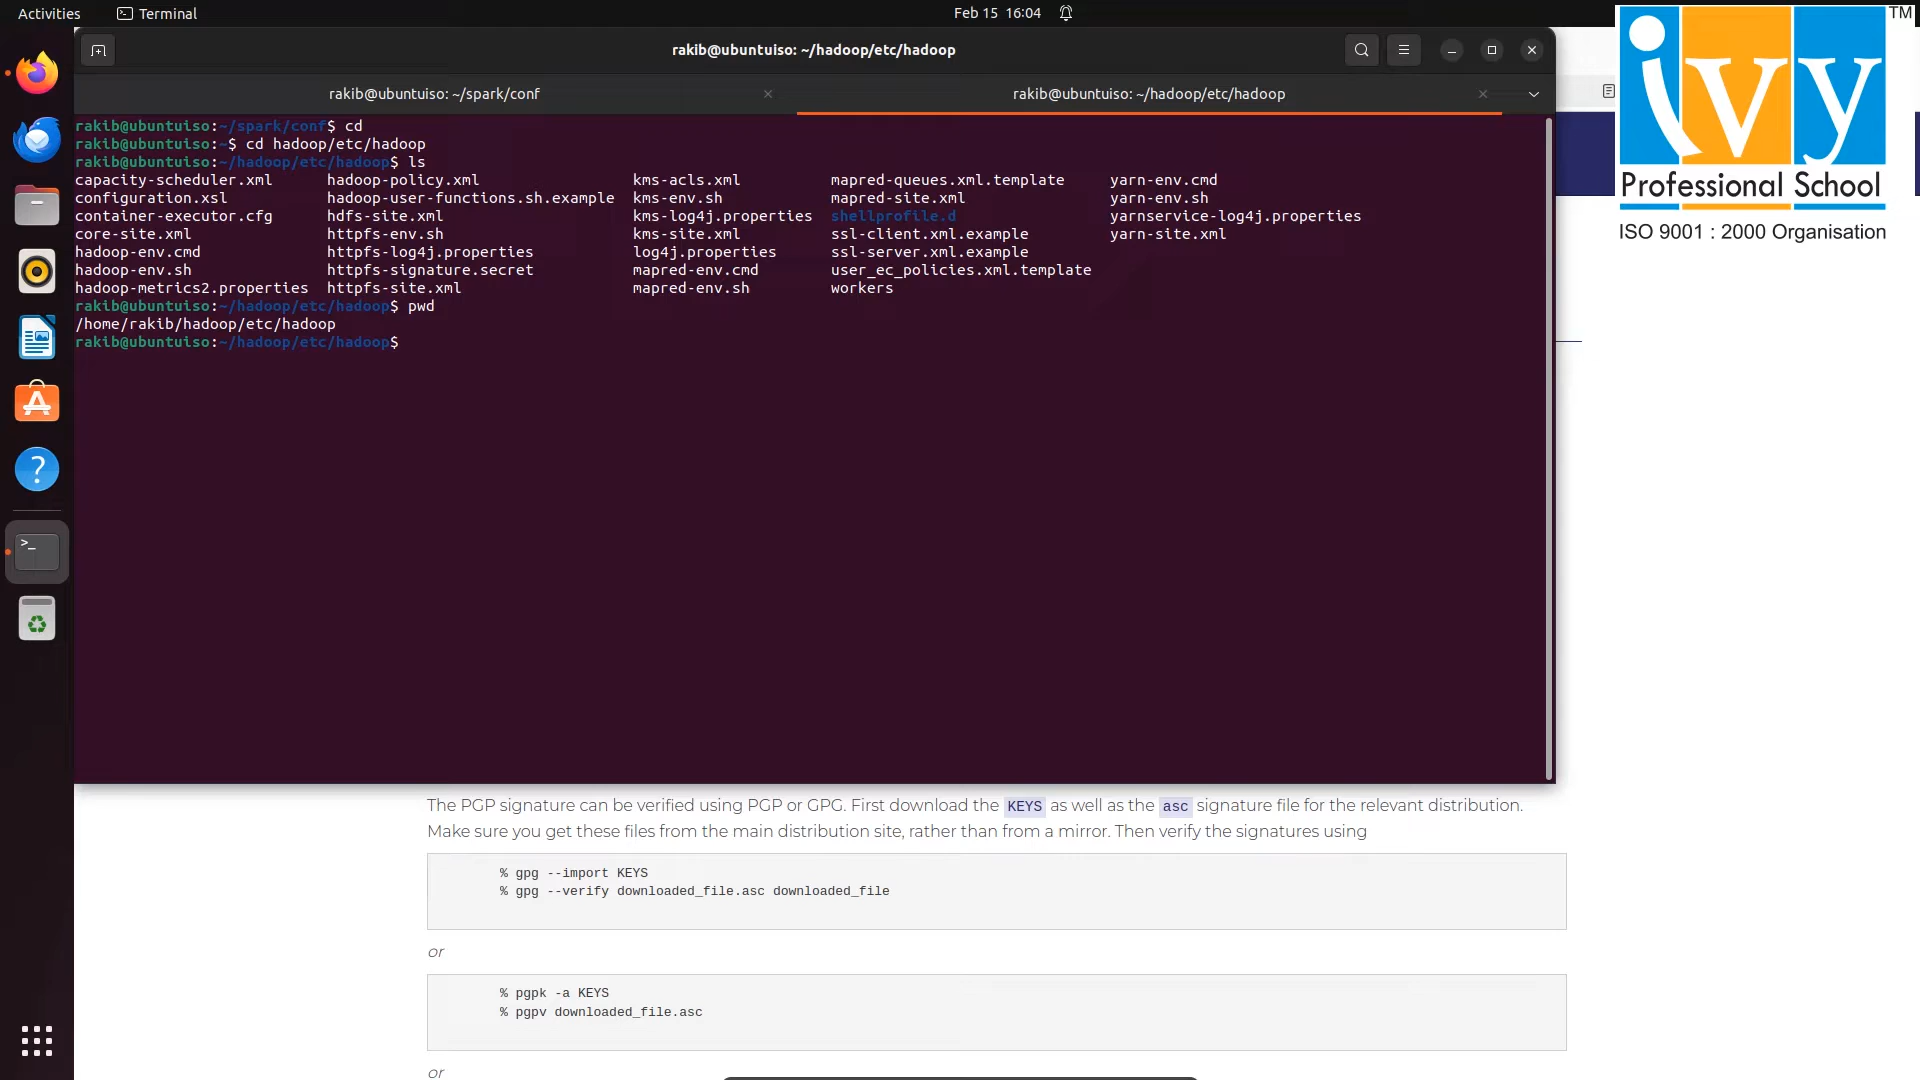 Activities Terminal Feb 15 16:04
rakib@ubuntuiso: ~/hadoop/etc/hadoop
rakib@ubuntuiso: ~/spark/conf rakib@ubuntuiso: ~/hadoop/etc/hadoop
rakib@ubuntuiso:~/spark/conf$ cd
rakib@ubuntuiso:~$ cd hadoop/etc/hadoop
rakib@ubuntuiso:~/hadoop/etc/hadoop$ ls
capacity-scheduler.xml hadoop-policy.xml kms-acls.xml mapred-queues.xml.template yarn-env.cmd
configuration.xsl hadoop-user-functions.sh.example kms-env.sh mapred-site.xml yarn-env.sh
container-executor.cfg hdfs-site.xml kms-log4j.properties shellprofile.d yarnservice-log4j.properties
core-site.xml httpfs-env.sh kms-site.xml ssl-client.xml.example yarn-site.xml
hadoop-env.cmd httpfs-log4j.properties log4j.properties ssl-server.xml.example
hadoop-env.sh httpfs-signature.secret mapred-env.cmd user_ec_policies.xml.template
hadoop-metrics2.properties httpfs-site.xml mapred-env.sh workers
rakib@ubuntuiso:~/hadoop/etc/hadoop$ pwd
/home/rakib/hadoop/etc/hadoop
rakib@ubuntuiso:~/hadoop/etc/hadoop$
ivy TM
Professional School
ISO 9001 : 2000 Organisation
The PGP signature can be verified using PGP or GPG. First download the KEYS as well as the asc signature file for the relevant distribution.
Make sure you get these files from the main distribution site, rather than from a mirror. Then verify the signatures using
% gpg --import KEYS
% gpg --verify downloaded_file.asc downloaded_file
or
% pgpk -a KEYS
% pgpv downloaded_file.asc
or